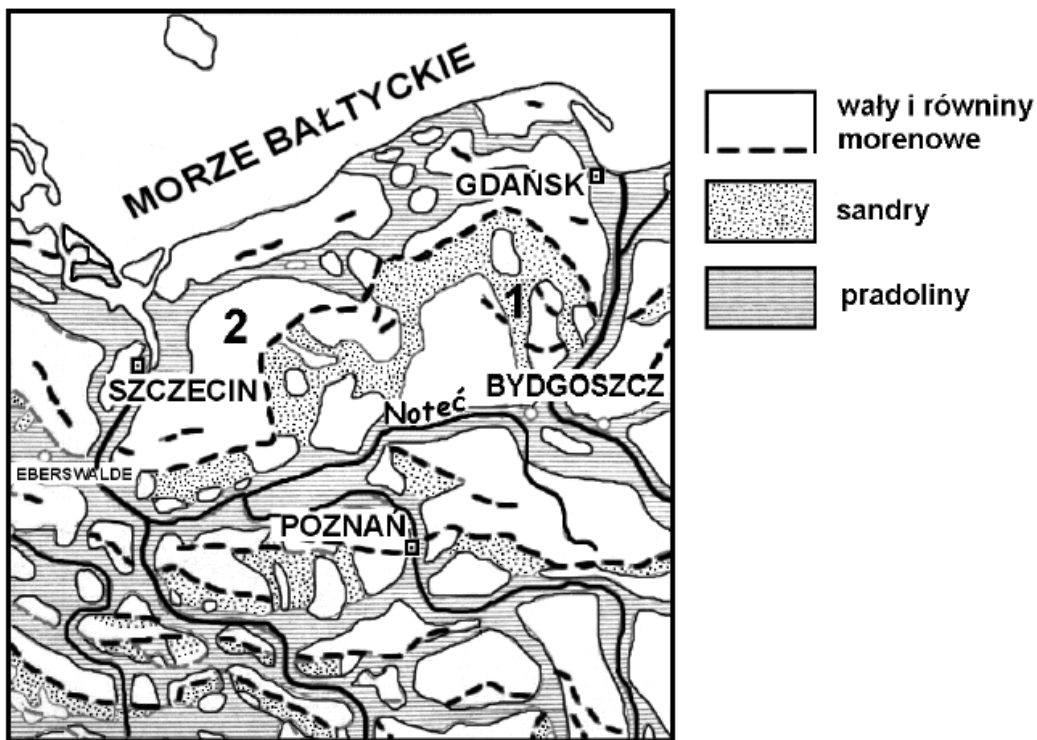 MORZE BAŁTYCKIE
GDAŃSK
1
2
SZCZECIN
BYDGOSZCZ
Noteć
EBERSWALDE
POZNAŃ
wały i równiny
morenowe
sandry
pradoliny